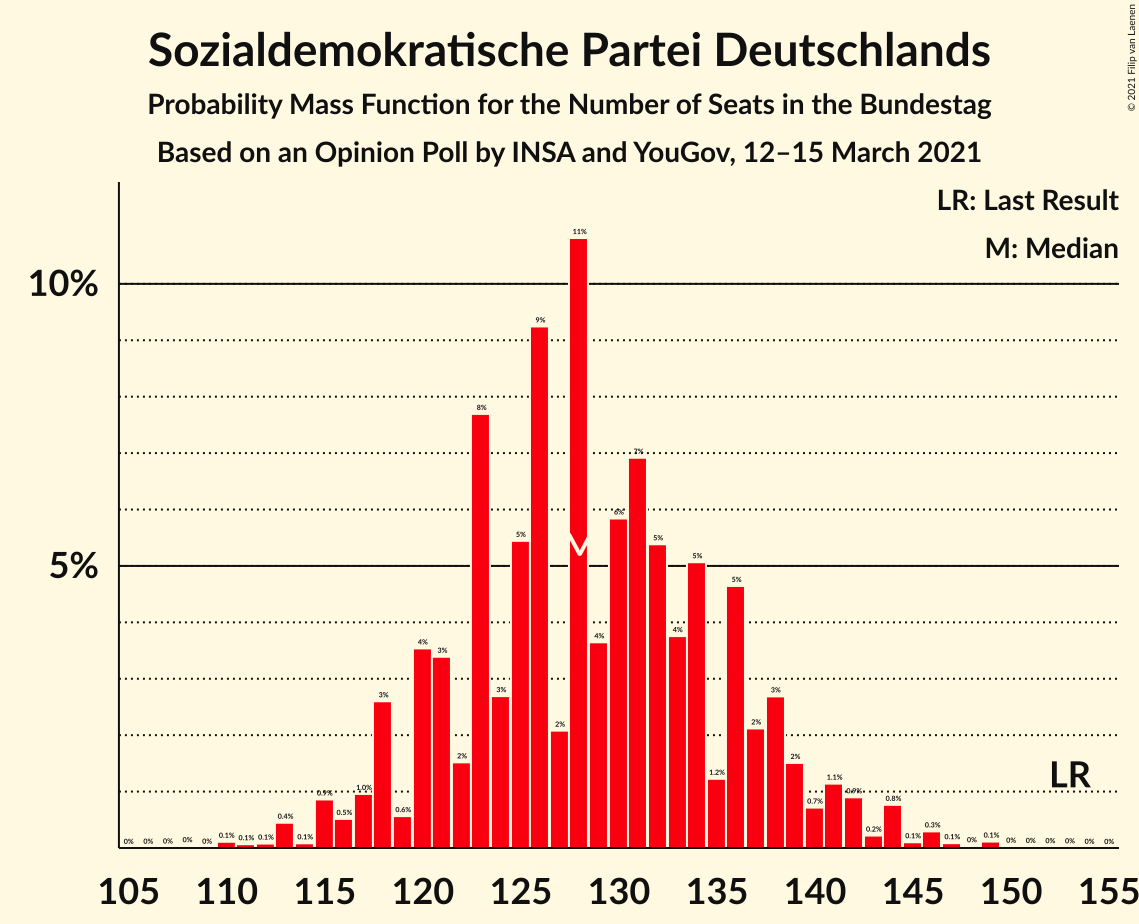 Sozialdemokratische Partei Deutschlands
Probability Mass Function for the Number of Seats in the Bundestag
Based on an Opinion Poll by INSA and YouGov, 12–15 March 2021
© 2021 Filip van Laenen
LR: Last Result
M: Median
10%
5%
0% 0% 0% 0% 0% 0.1% 0.1% 0.1% 0.4% 0.1% 0.9% 0.5% 1.0% 3% 0.6% 4% 3% 2% 8% 3% 5% 9% 2% 11% 4% 6% 7% 5% 4% 5% 1.2% 5% 2% 3% 2% 0.7% 1.1% 0.9% 0.2% 0.8% 0.1% 0.3% 0.1% 0% 0.1% 0% 0% 0% 0% 0% 0%
M
LR
105 110 115 120 125 130 135 140 145 150 155